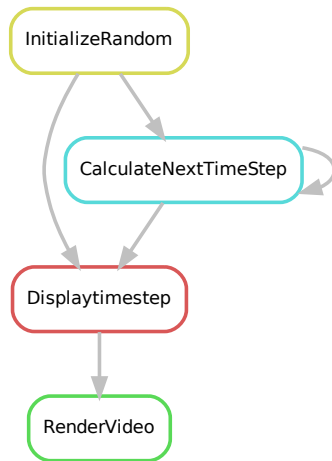 InitializeRandom
CalculateNextTimeStep
Displaytimestep
RenderVideo